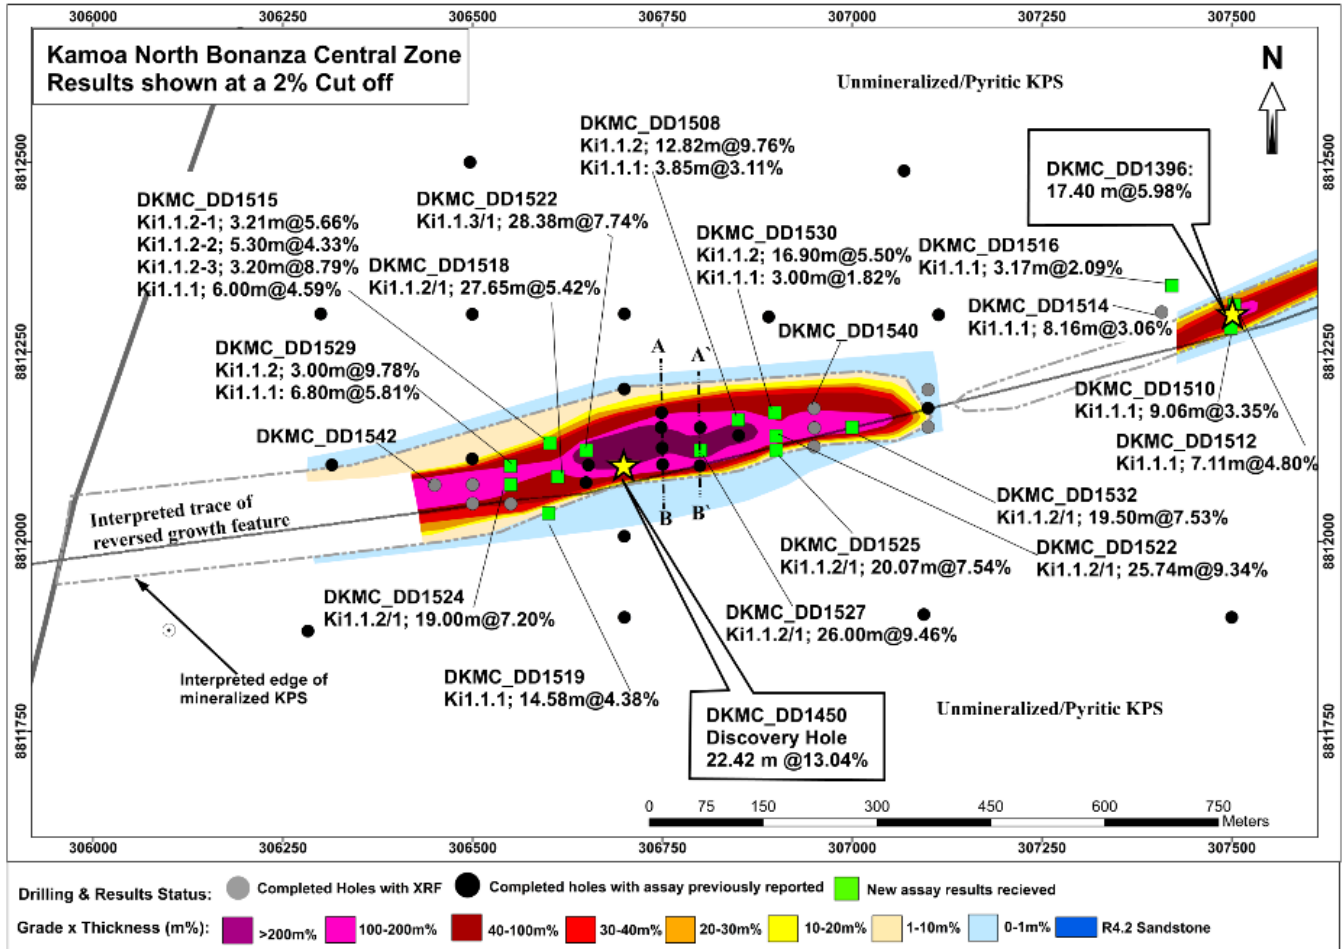 306000 306250 306500 306750 307000 307250 307500
Kamoa North Bonanza Central Zone
Results shown at a 2% Cut off
Unmineralized/Pyritic KPS
N
8812500
8812500
DKMC_DD1508
Ki1.1.2; 12.82m@9.76%
Ki1.1.1: 3.85m@3.11%
DKMC_DD1396:
17.40 m@5.98%
DKMC_DD1515
Ki1.1.2-1; 3.21m@5.66%
Ki1.1.2-2; 5.30m@4.33%
Ki1.1.2-3; 3.20m@8.79%
Ki1.1.1; 6.00m@4.59%
DKMC_DD1522
Ki1.1.3/1; 28.38m@7.74%
DKMC_DD1518
Ki1.1.2/1; 27.65m@5.42%
DKMC_DD1530
Ki1.1.2; 16.90m@5.50%
Ki1.1.1: 3.00m@1.82%
DKMC_DD1516
Ki1.1.1; 3.17m@2.09%
DKMC_DD1514
Ki1.1.1; 8.16m@3.06%
DKMC_DD1540
8812250
8812250
DKMC_DD1529
Ki1.1.2; 3.00m@9.78%
Ki1.1.1: 6.80m@5.81%
A A`
DKMC_DD1510
Ki1.1.1; 9.06m@3.35%
DKMC_DD1512
Ki1.1.1; 7.11m@4.80%
DKMC_DD1542
Interpreted trace of
reversed growth feature
B B`
DKMC_DD1532
Ki1.1.2/1; 19.50m@7.53%
8812000
8812000
DKMC_DD1525
Ki1.1.2/1; 20.07m@7.54%
DKMC_DD1522
Ki1.1.2/1; 25.74m@9.34%
DKMC_DD1524
Ki1.1.2/1; 19.00m@7.20%
DKMC_DD1527
Ki1.1.2/1; 26.00m@9.46%
Interpreted edge of
mineralized KPS
DKMC_DD1519
Ki1.1.1; 14.58m@4.38%
DKMC_DD1450
Discovery Hole
22.42 m @13.04%
Unmineralized/Pyritic KPS
8811750
8811750
0 75 150 300 450 600 750
Meters
306000 306250 306500 306750 307000 307250 307500
Drilling & Results Status: Completed Holes with XRF Completed holes with assay previously reported New assay results recieved
Grade x Thickness (m%): >200m% 100-200m% 40-100m% 30-40m% 20-30m% 10-20m% 1-10m% 0-1m% R4.2 Sandstone